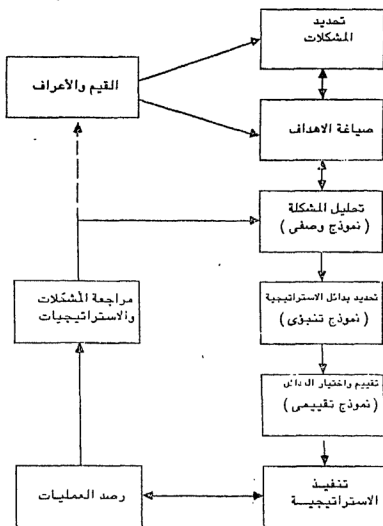 تحديد
المشكلات
القيم والأعراف
صياغة الاهداف
تحليل المشكلة
( نموذج وصفى )
مراجعة المشكلات
والاستراتيجيات
تحديد بدائل الاستراتيجية
( نموذج تنبؤى )
تقييم واختيار البدائل
( نموذج تقييمى )
رصد العمليات
تنفيذ
الاستراتيجية